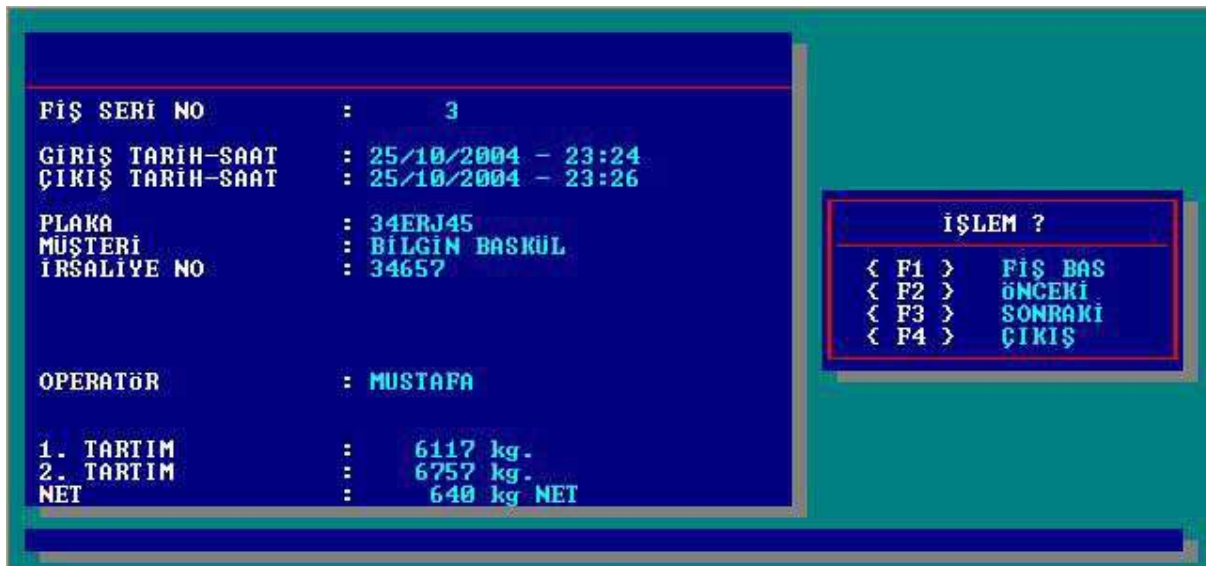 FİŞ SERİ NO : 3
GİRİŞ TARİH-SAAT : 25/10/2004 - 23:24
ÇIKIŞ TARİH-SAAT : 25/10/2004 - 23:26
PLAKA : 34ERJ45
MÜŞTERİ : BİLGİN BASKÜL
İRSALİYE NO : 34657
OPERATöR : MUSTAFA
1. TARTIM : 6117 kg.
2. TARTIM : 6757 kg.
NET : 640 kg NET
İŞLEM ?
< F1 > FİŞ BAS
< F2 > öNCEKİ
< F3 > SONRAKİ
< F4 > ÇIKIŞ